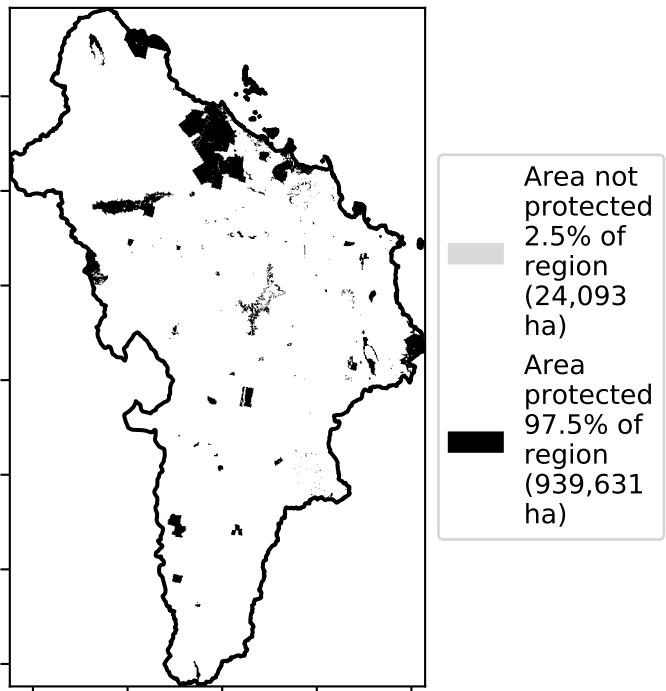 Area not
protected
2.5% of
region
(24,093
ha)
Area
protected
97.5% of
region
(939,631
ha)